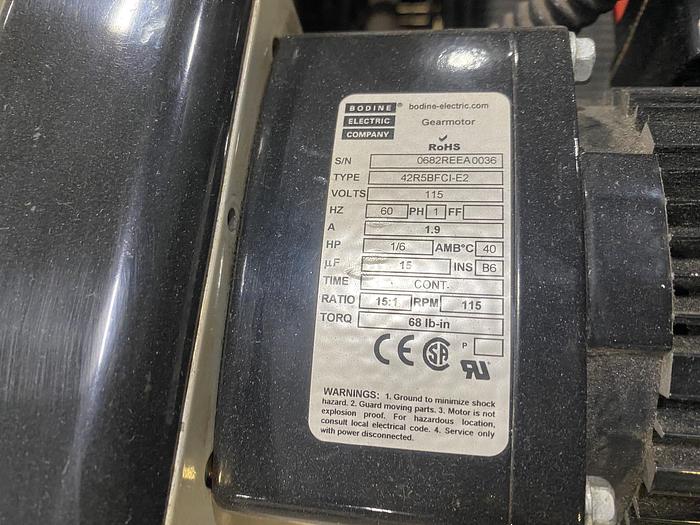 BODINE ® bodine-electric.com
ELECTRIC Gearmotor
COMPANY RoHS
S/N 0682REEA0036
TYPE 42R5BFCI-E2
VOLTS 115
HZ 60 PH 1 FF
A 1.9
HP 1/6 AMB°C 40
µF 15 INS B6
TIME CONT.
RATIO 15:1 RPM 115
TORQ 68 lb-in
P
CE SA RU
WARNINGS: 1. Ground to minimize shock
hazard. 2. Guard moving parts. 3. Motor is not
explosion proof. For hazardous location,
consult local electrical code. 4. Service only
with power disconnected.